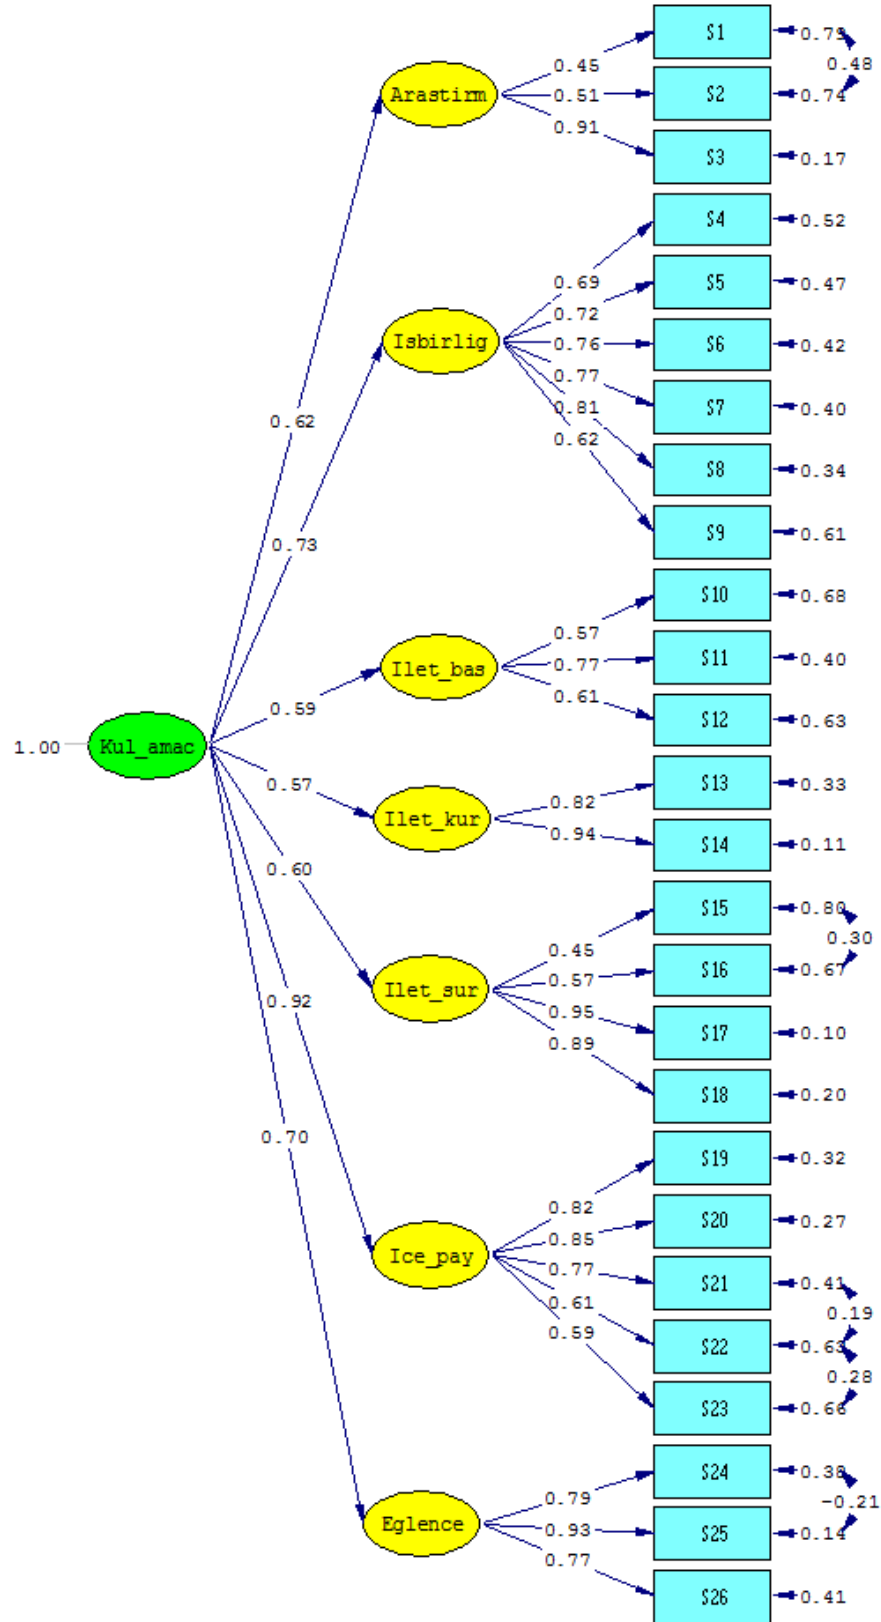 S1
0.79
0.48
0.45
Arastirm
0.51
S2
0.74
0.91
S3
0.17
S4
0.52
0.69
S5
0.47
0.72
Isbirlig
0.76
S6
0.42
0.77
S7
0.40
0.81
0.62
0.62
S8
0.34
S9
0.61
0.73
S10
0.68
0.57
Ilet_bas
0.77
S11
0.40
0.61
0.59
S12
0.63
1.00
Kul_amac
0.57
S13
0.33
0.82
Ilet_kur
0.94
S14
0.11
0.60
S15
0.80
0.30
0.45
0.57
S16
0.67
Ilet_sur
0.95
0.92
S17
0.10
0.89
S18
0.20
0.70
S19
0.32
0.82
S20
0.27
0.85
Ice_pay
0.77
S21
0.41
0.61
0.19
0.59
S22
0.63
0.28
S23
0.66
S24
0.38
0.79
-0.21
Eglence
0.93
S25
0.14
0.77
S26
0.41